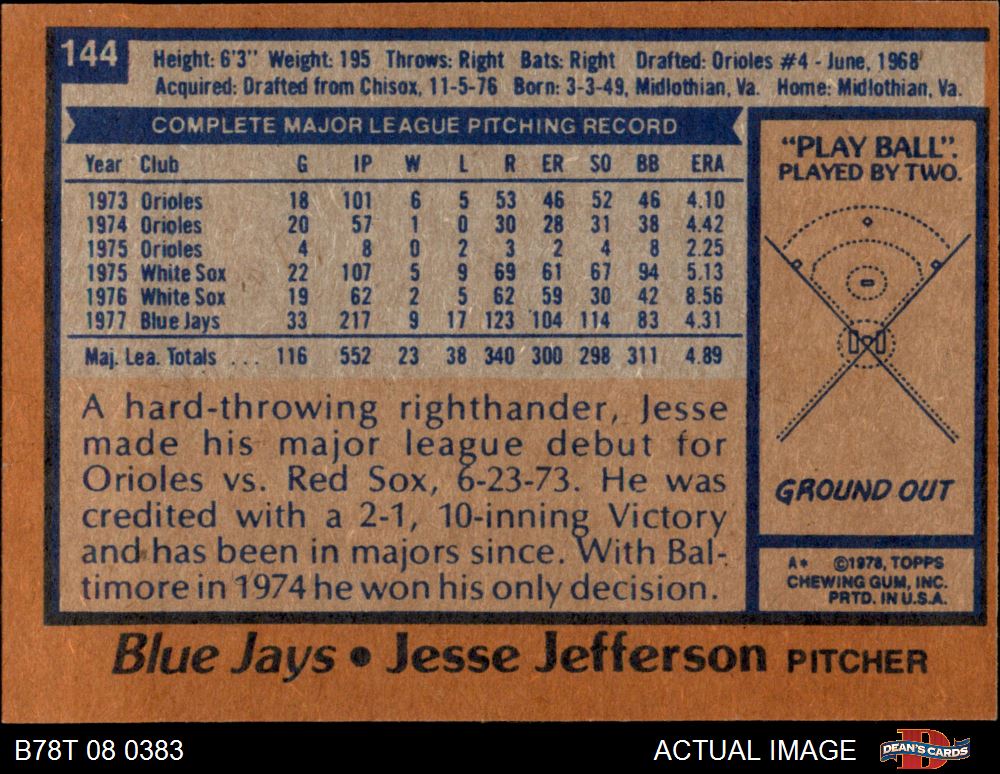 144
Height: 6'3" Weight: 195 Throws: Right Bats: Right Drafted: Orioles #4 - June, 1968
Acquired: Drafted from Chisox, 11-5-76 Born: 3-3-49, Midlothian, Va. Home: Midlothian, Va.
COMPLETE MAJOR LEAGUE PITCHING RECORD
Year Club G IP W L R ER SO BB ERA
1973 Orioles 18 101 6 5 53 46 52 46 4.10
1974 Orioles 20 57 1 0 30 28 31 38 4.42
1975 Orioles 4 8 0 2 3 2 4 8 2.25
1975 White Sox 22 107 5 9 69 61 67 94 5.13
1976 White Sox 19 62 2 5 62 59 30 42 8.56
1977 Blue Jays 33 217 9 17 123 104 114 83 4.31
Maj. Lea. Totals ... 116 552 23 38 340 300 298 311 4.89
A hard-throwing righthander, Jesse
made his major league debut for
Orioles vs. Red Sox, 6-23-73. He was
credited with a 2-1, 10-inning Victory
and has been in majors since. With Bal-
timore in 1974 he won his only decision.
"PLAY BALL".
PLAYED BY TWO.
GROUND OUT
A* ©1978, TOPPS
CHEWING GUM, INC.
PRTD. IN U.S.A.
Blue Jays • Jesse Jefferson PITCHER
B78T 08 0383
ACTUAL IMAGE
D
DEAN'S CARDS